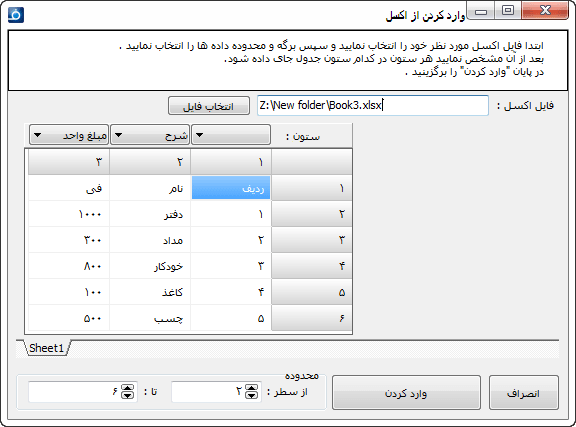 وارد کردن از اکسل
ابتدا فایل اکسل مورد نظر خود را انتخاب نمایید و سپس برگه و محدوده داده ها را انتخاب نمایید .
بعد از آن مشخص نمایید هر ستون در کدام ستون جدول جای داده شود.
در پایان "وارد کردن" را برگزینید .
فایل اکسل : Z:\New folder\Book3.xlsx انتخاب فایل
ستون : شرح مبلغ واحد
۱ ۲ ۳
۱ ردیف نام فی
۲ ۱ دفتر ۱۰۰۰
۳ ۲ مداد ۳۰۰
۴ ۳ خودکار ۸۰۰
۵ ۴ کاغذ ۱۰۰
۶ ۵ چسب ۵۰۰
Sheet1
محدوده
از سطر : ۲ تا : ۶
وارد کردن
انصراف